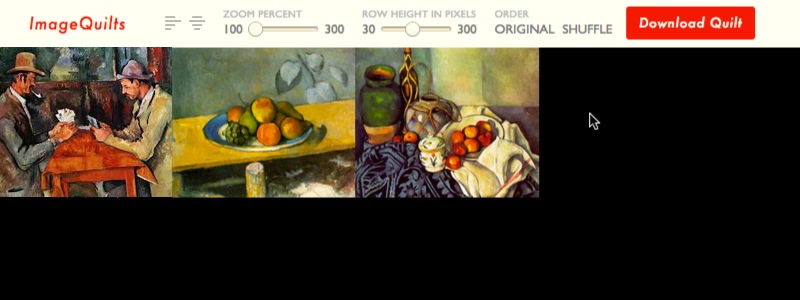 ImageQuilts
ZOOM PERCENT
100 300
ROW HEIGHT IN PIXELS
30 300
ORDER
ORIGINAL SHUFFLE
Download Quilt